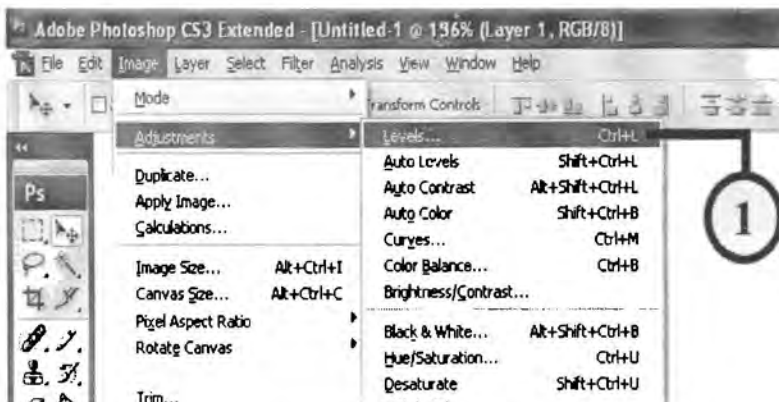 Adobe Photoshop CS3 Extended - [Untitled-1 @ 196% (Layer 1, RGB/8)]
File Edit Image Layer Select Filter Analysis View Window Help
Mode
Transform Controls
Adjustments
Levels... Ctrl+L
Auto Levels Shift+Ctrl+L
Duplicate...
Auto Contrast Alt+Shift+Ctrl+L
Ps
Apply Image...
Auto Color Shift+Ctrl+B
Calculations...
Curves... Ctrl+M
1
Image Size... Alt+Ctrl+I
Color Balance... Ctrl+B
Canvas Size... Alt+Ctrl+C
Brightness/Contrast...
Pixel Aspect Ratio
Black & White... Alt+Shift+Ctrl+B
Rotate Canvas
Hue/Saturation... Ctrl+U
Desaturate Shift+Ctrl+U
Trim...